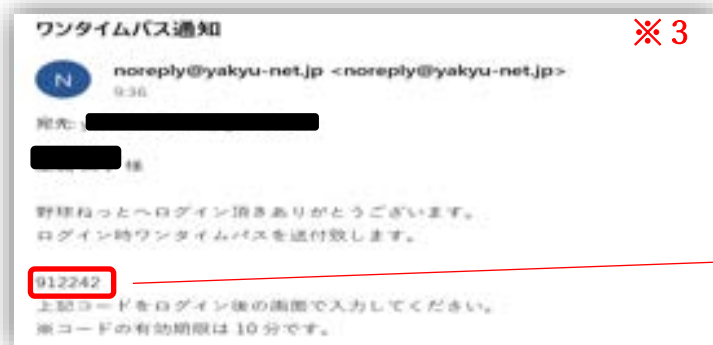 ワンタイムパス通知
※3
N
noreply@yakyu-net.jp <noreply@yakyu-net.jp>
9:36
宛先:
様
野球ねっとへログイン頂きありがとうございます。
ログイン時ワンタイムパスを送付致します。
912242
上記コードをログイン後の画面で入力してください。
※コードの有効期限は10分です。